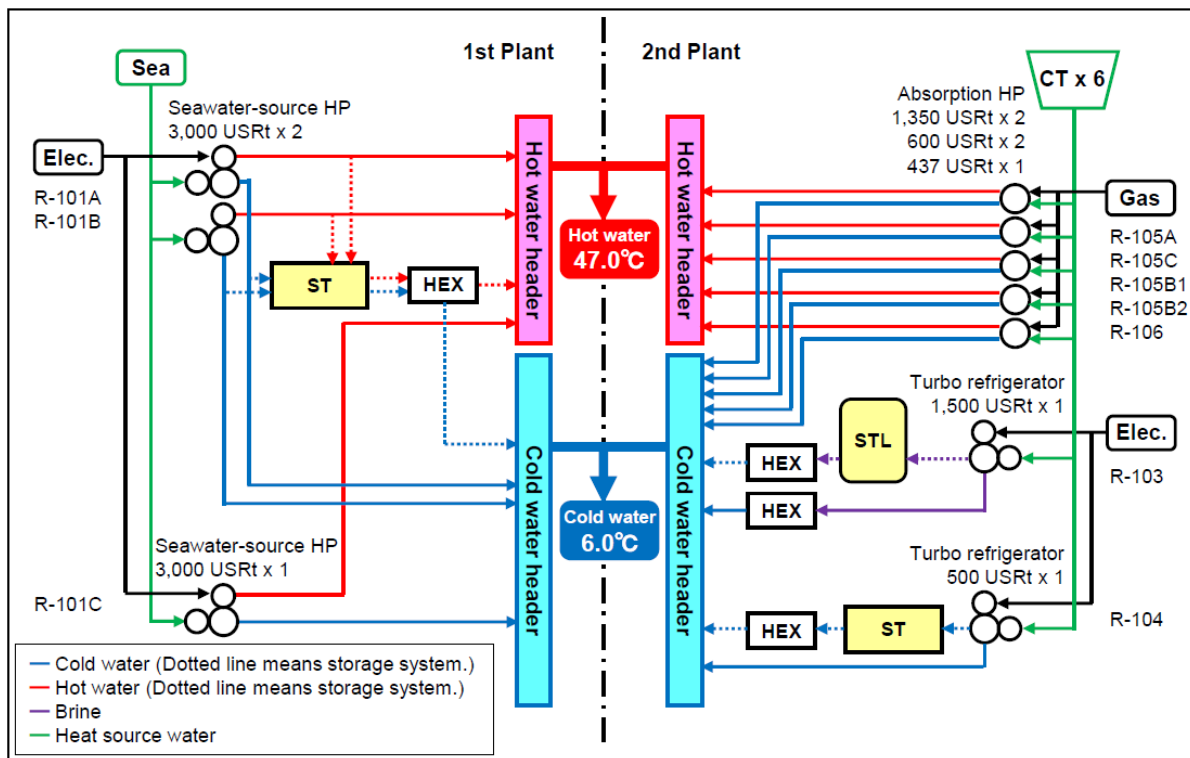 1st Plant
2nd Plant
Sea
CT x 6
Seawater-source HP
3,000 USRt x 2
Absorption HP
1,350 USRt x 2
600 USRt x 2
437 USRt x 1
Elec.
R-101A
R-101B
Hot water header
Hot water header
Gas
R-105A
R-105C
R-105B1
R-105B2
R-106
Hot water
47.0℃
ST
HEX
Turbo refrigerator
1,500 USRt x 1
Cold water header
Cold water header
STL
HEX
Elec.
R-103
HEX
Cold water
6.0℃
Seawater-source HP
3,000 USRt x 1
Turbo refrigerator
500 USRt x 1
R-101C
HEX
ST
R-104
Cold water (Dotted line means storage system.)
Hot water (Dotted line means storage system.)
Brine
Heat source water